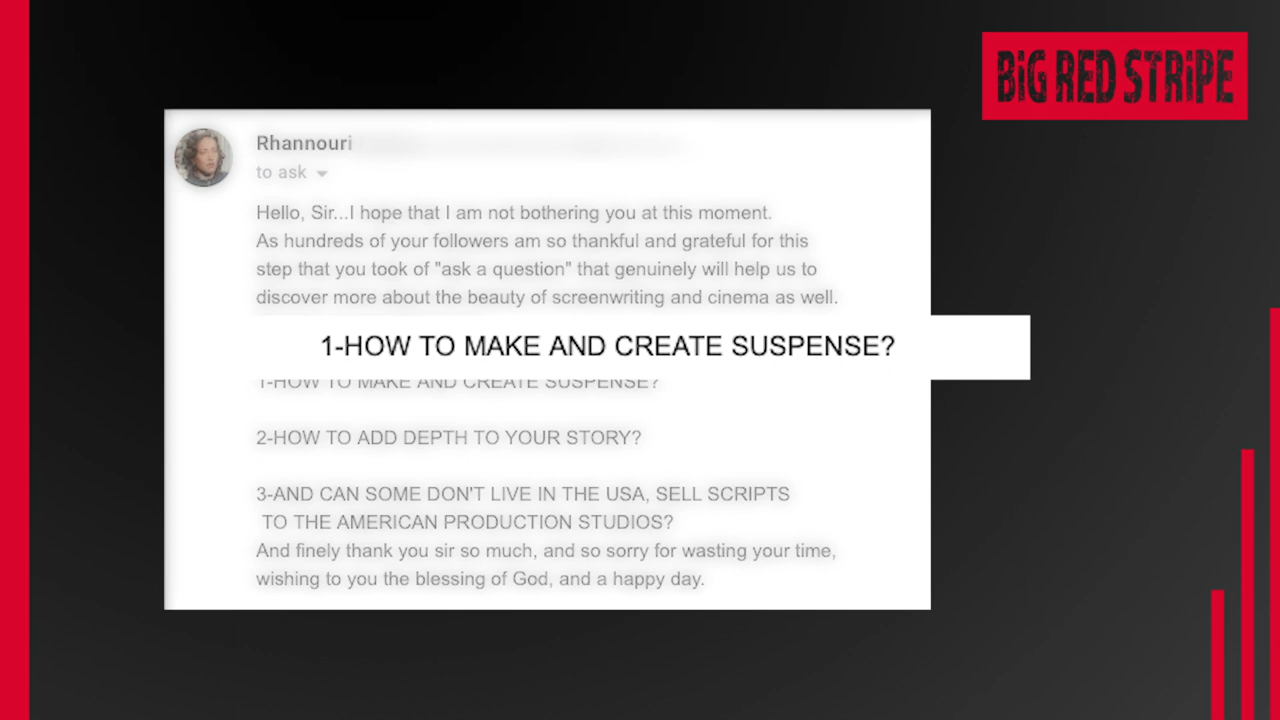 BiG RED STRiPE
Rhannouri
to ask
Hello, Sir...I hope that I am not bothering you at this moment.
As hundreds of your followers am so thankful and grateful for this
step that you took of "ask a question" that genuinely will help us to
discover more about the beauty of screenwriting and cinema as well.
1-HOW TO MAKE AND CREATE SUSPENSE?
1-HOW TO MAKE AND CREATE SUSPENSE?
2-HOW TO ADD DEPTH TO YOUR STORY?
3-AND CAN SOME DON'T LIVE IN THE USA, SELL SCRIPTS
TO THE AMERICAN PRODUCTION STUDIOS?
And finely thank you sir so much, and so sorry for wasting your time,
wishing to you the blessing of God, and a happy day.